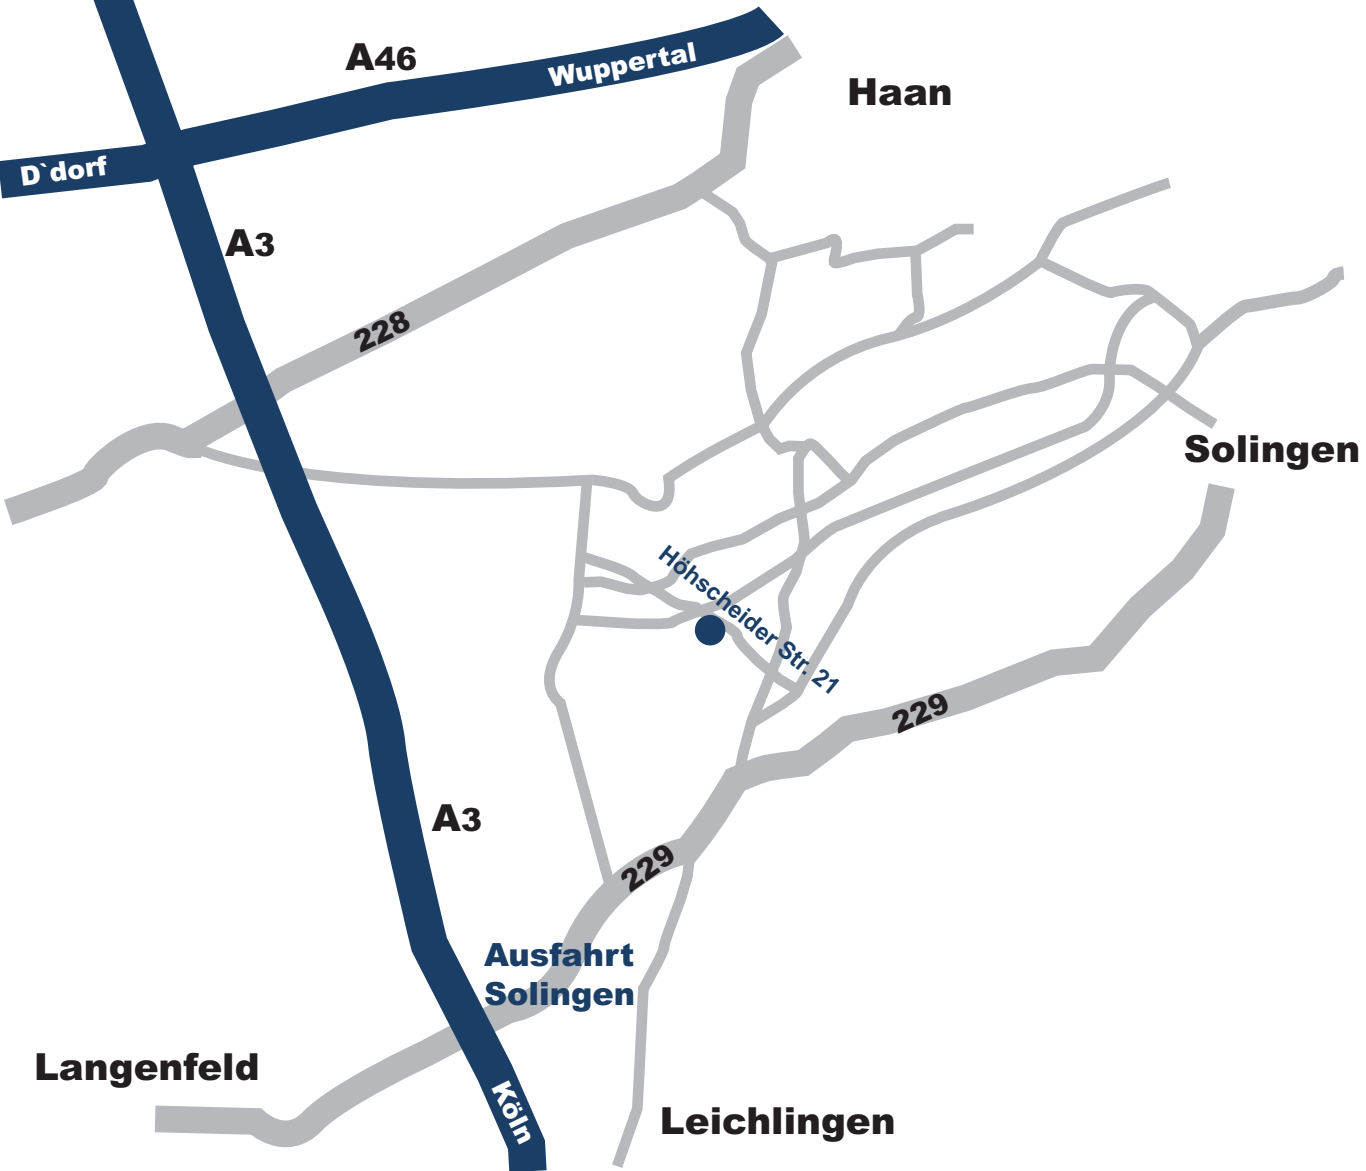 A46
Wuppertal
Haan
D`dorf
A3
228
Solingen
Höhscheider Str. 21
229
A3
229
Ausfahrt
Solingen
Langenfeld
Köln
Leichlingen